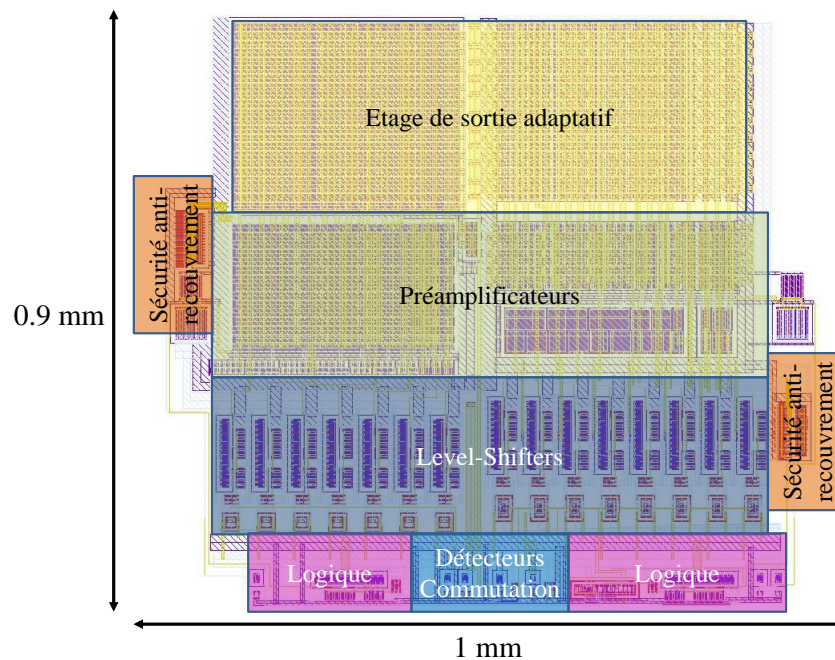 Etage de sortie adaptatif
Sécurité anti-
recouvrement
Préamplificateurs
0.9 mm
Sécurité anti-
recouvrement
Level-Shifters
Logique
Détecteurs
Commutation
Logique
1 mm